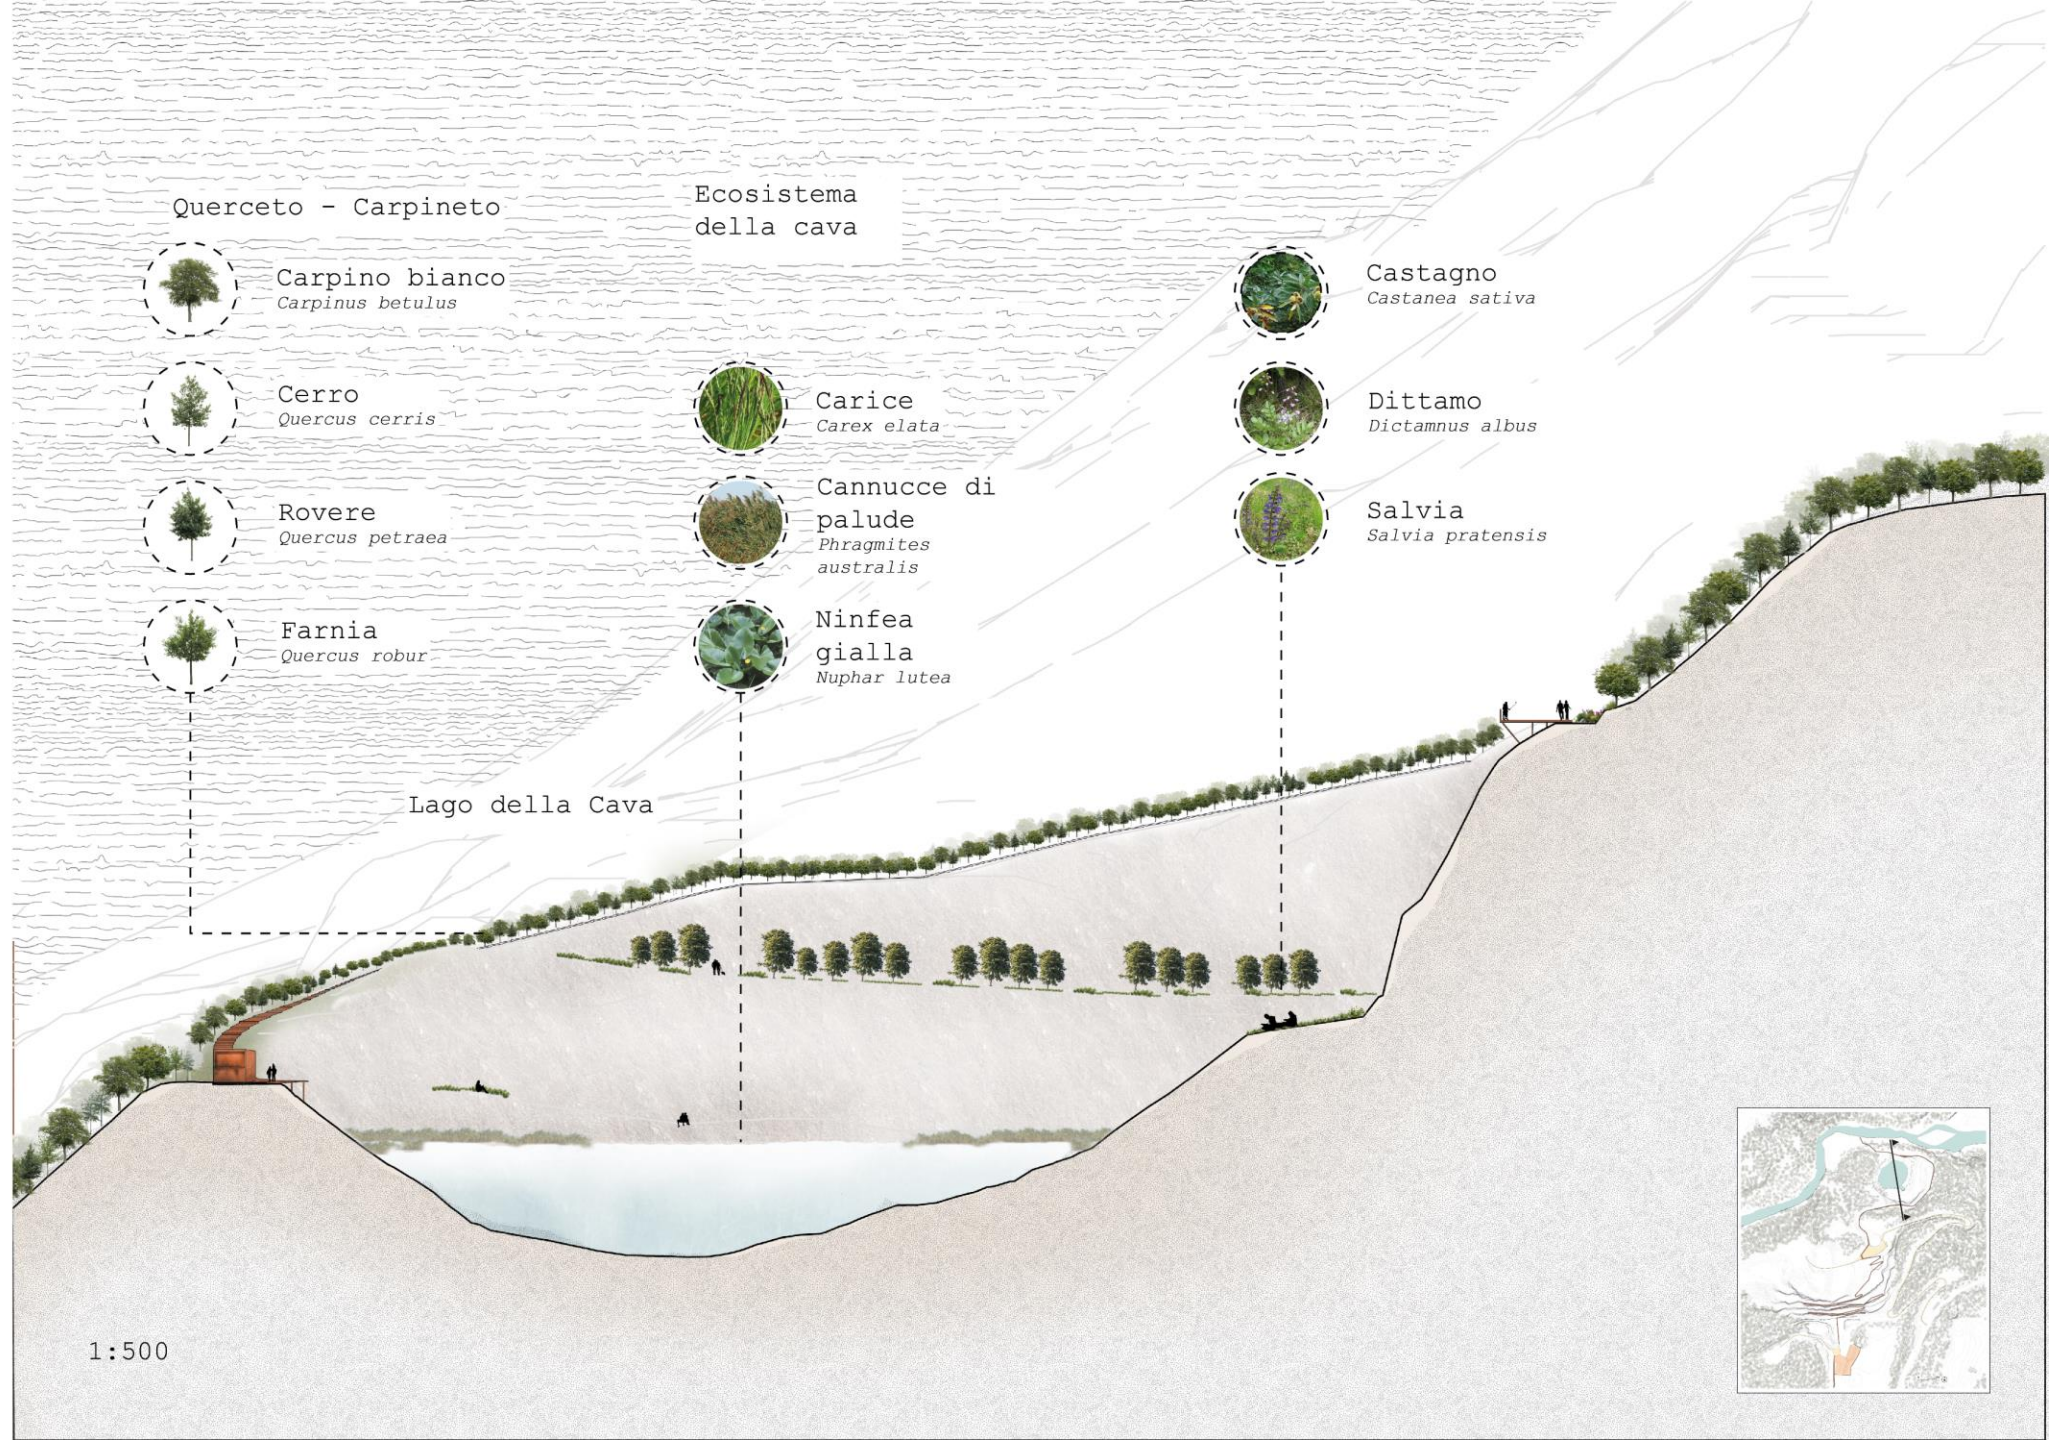 Querceto - Carpineto
Carpino bianco
Carpinus betulus
Cerro
Quercus cerris
Rovere
Quercus petraea
Farnia
Quercus robur
Ecosistema
della cava
Carice
Carex elata
Cannucce di
palude
Phragmites
australis
Ninfea
gialla
Nuphar lutea
Castagno
Castanea sativa
Dittamo
Dictamnus albus
Salvia
Salvia pratensis
Lago della Cava
1:500